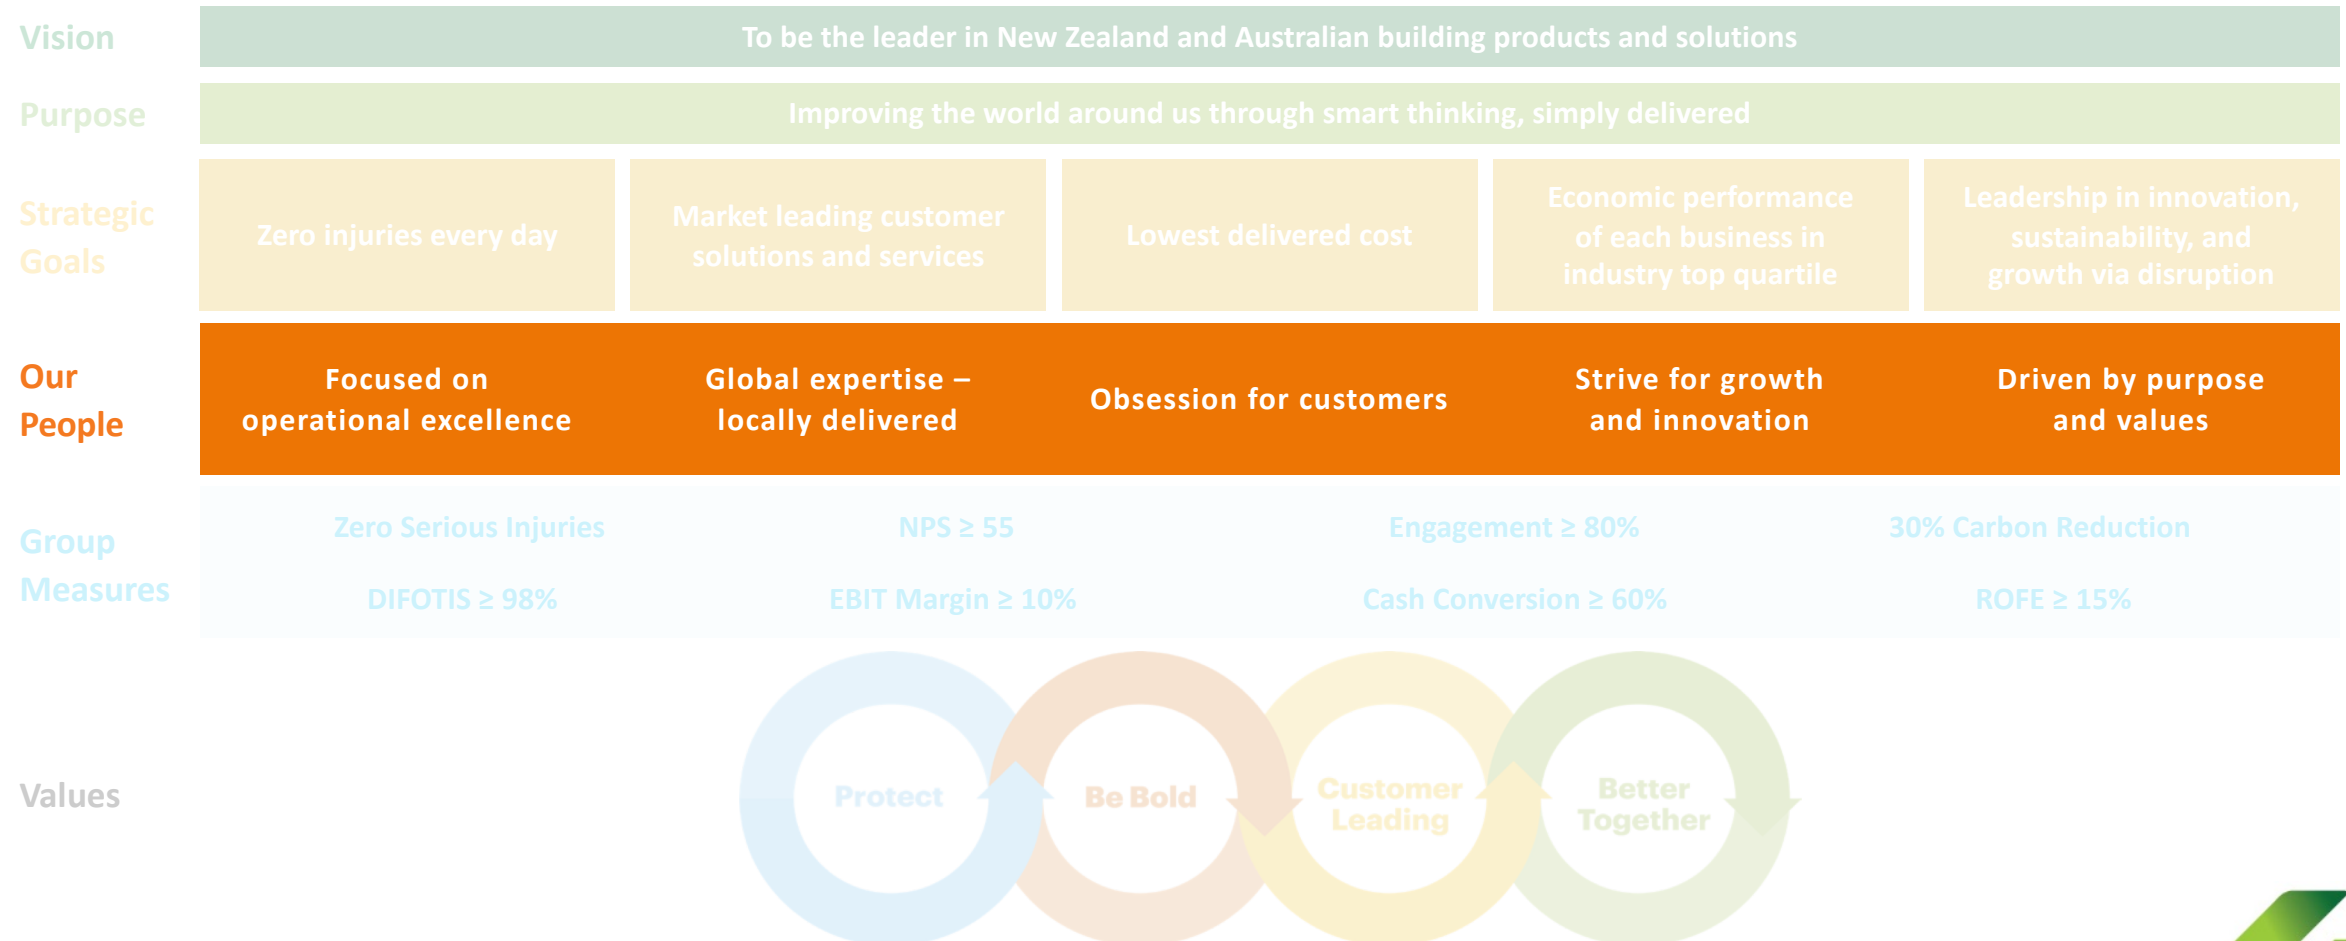 Vision
To be the leader in New Zealand and Australian building products and solutions
Purpose
Improving the world around us through smart thinking, simply delivered
Strategic
Goals
Zero injuries every day
Market leading customer
solutions and services
Lowest delivered cost
Economic performance
of each business in
industry top quartile
Leadership in innovation,
sustainability, and
growth via disruption
Our
People
Focused on
operational excellence
Global expertise –
locally delivered
Obsession for customers
Strive for growth
and innovation
Driven by purpose
and values
Group
Measures
Zero Serious Injuries
NPS ≥ 55
Engagement ≥ 80%
30% Carbon Reduction
DIFOTIS ≥ 98%
EBIT Margin ≥ 10%
Cash Conversion ≥ 60%
ROFE ≥ 15%
Values
Protect
Be Bold
Customer
Leading
Better
Together